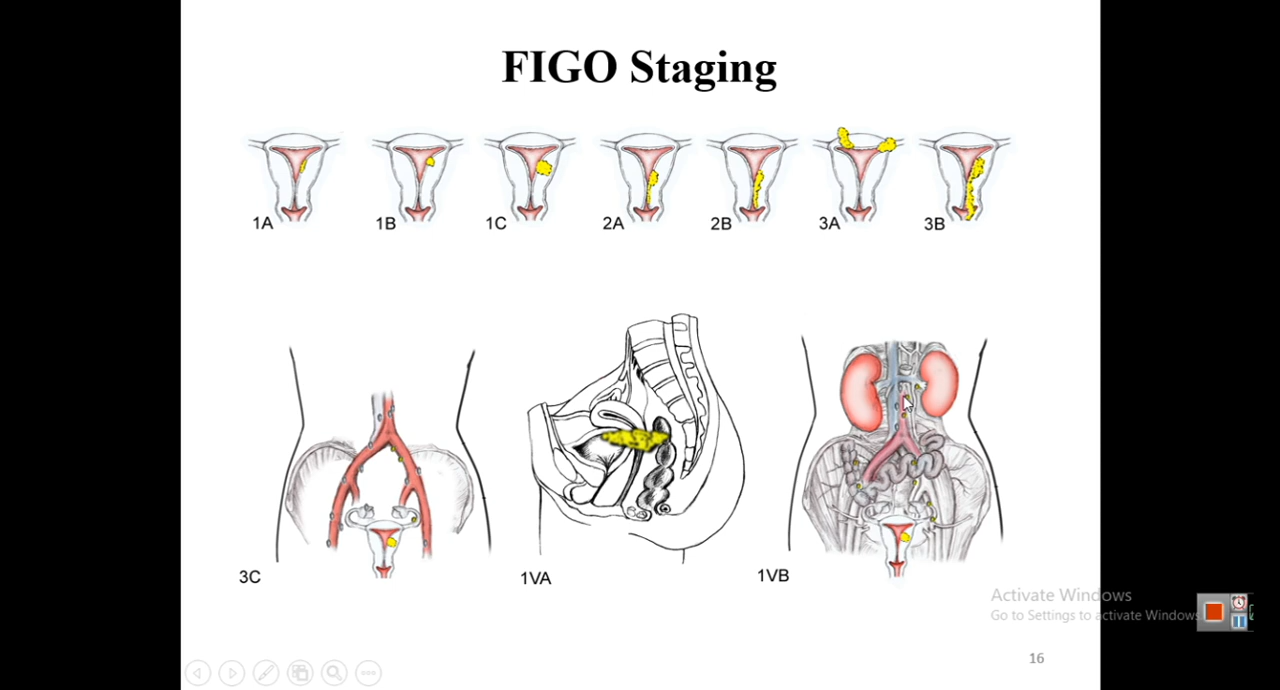 FIGO Staging
1A
1B
1C
2A
2B
3A
3B
3C
1VA
1VB
Activate Windows
Go to Settings to activate Windows
16